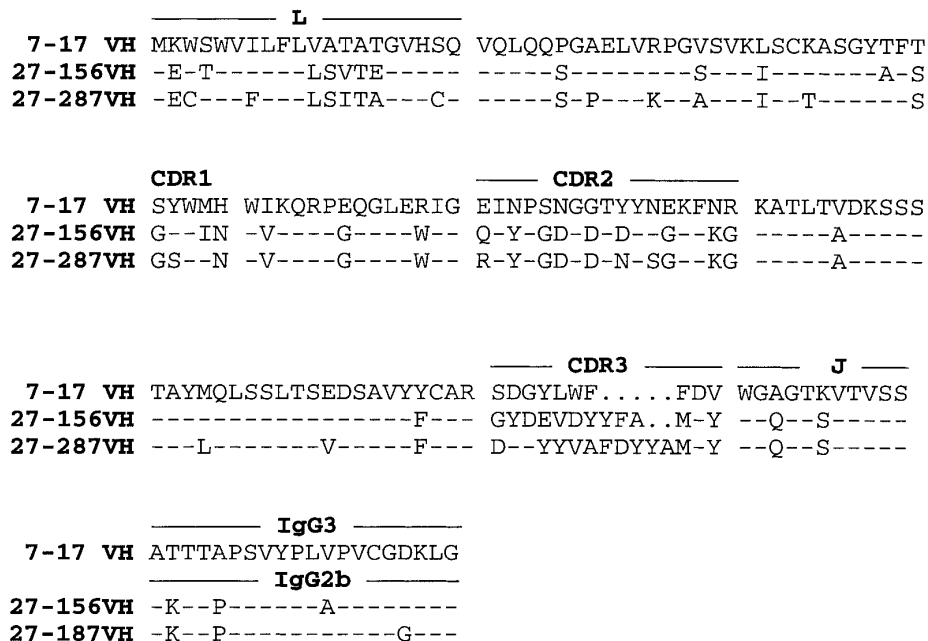 L
7-17 VH MKWSWVILFLVATATGVHSQ VQLQQPGAELVRPGVSVKLSCKASGYTFT
27-156VH -E-T------LSVTE----- -----S--------S---I-------A-S
27-287VH -EC---F---LSITA---C- -----S-P---K--A---I--T------S
CDR1 CDR2
7-17 VH SYWMH WIKQRPEQGLERIG EINPSNGGTYYNEKFNR KATLTVDKSSS
27-156VH G--IN -V----G----W-- Q-Y-GD-D-D--G--KG -----A-----
27-287VH GS--N -V----G----W-- R-Y-GD-D-N-SG--KG -----A-----
CDR3 J
7-17 VH TAYMQLSSLTSEDSAVYYCAR SDGYLWF.....FDV WGAGTKVTVSS
27-156VH -----------------F--- GYDEVDYYFA..M-Y --Q--S-----
27-287VH ---L-------V-----F--- D--YYVAFDYYAM-Y --Q--S-----
IgG3
7-17 VH ATTTAPSVYPLVPVCGDKLG
IgG2b
27-156VH -K--P------A--------
27-187VH -K--P-----------G---